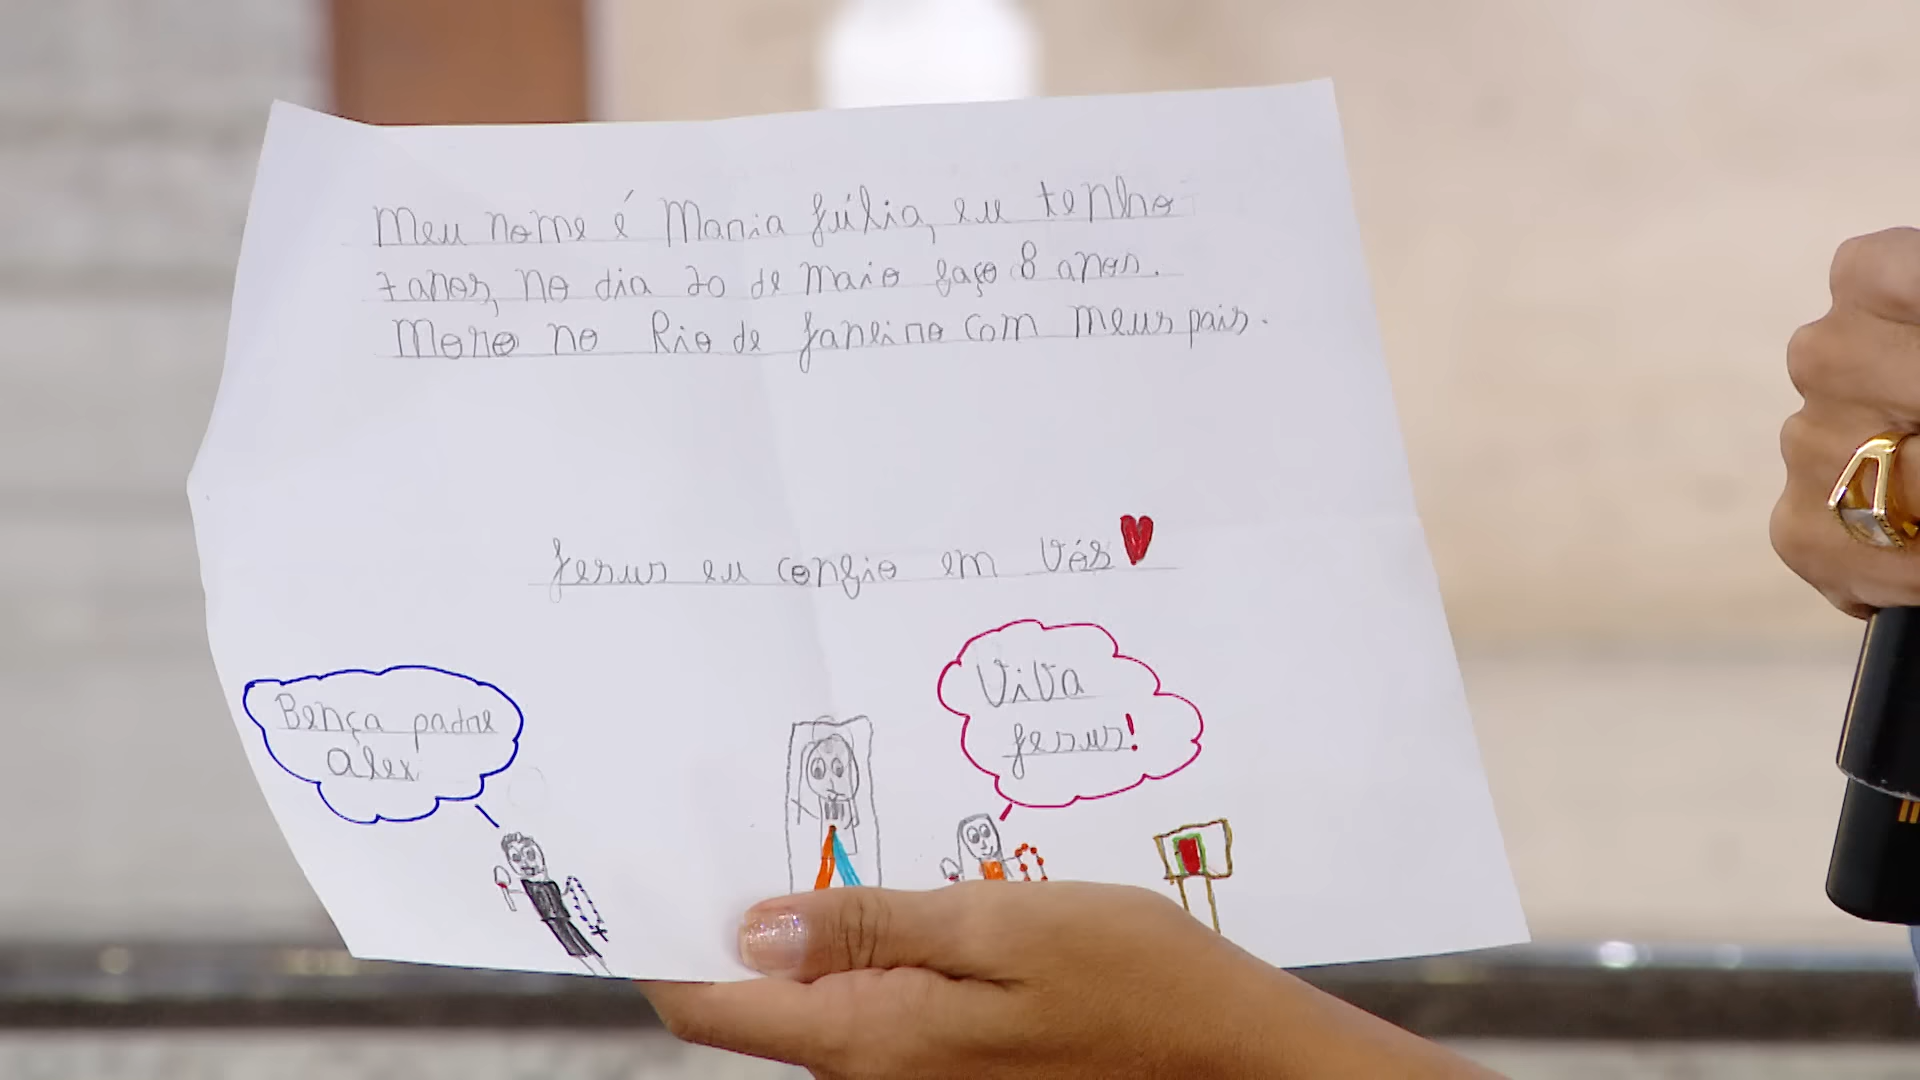 Meu nome é Maria Júlia, eu tenho
7 anos, no dia 20 de maio faço 8 anos.
Moro no Rio de Janeiro com meus pais.
Jesus eu confio em Vós
Bença padre
Alex
Viva
Jesus!